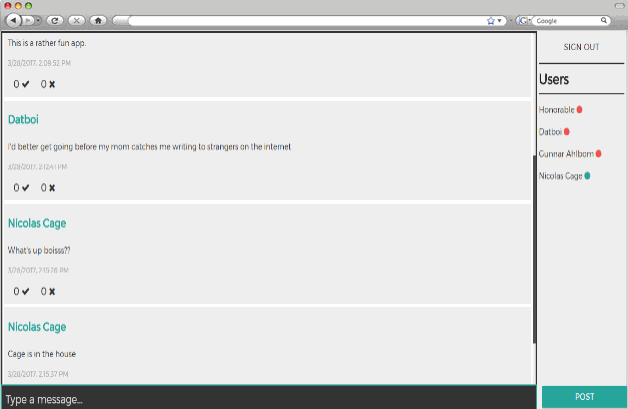 Google
This is a rather fun app.
3/28/2017, 2:09:52 PM
0 ✔ 0 ✖
Datboi
I'd better get going before my mom catches me writing to strangers on the internet
3/28/2017, 2:12:41 PM
0 ✔ 0 ✖
Nicolas Cage
What's up boisss??
3/28/2017, 2:15:26 PM
0 ✔ 0 ✖
Nicolas Cage
Cage is in the house
3/28/2017, 2:15:37 PM
Type a message...
SIGN OUT
Users
Honorable
Datboi
Gunnar Ahlbom
Nicolas Cage
POST